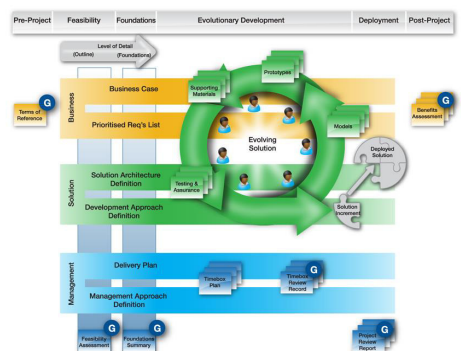 Pre-Project Feasibility Foundations Evolutionary Development Deployment Post-Project
Level of Detail
(Outline) (Foundations)
Business
Business Case
Prioritised Req's List
Terms of
Reference
G
Supporting
Materials
Prototypes
Models
Evolving
Solution
Benefits
Assessment
G
Deployed
Solution
Solution
Solution Architecture
Definition
Development Approach
Definition
Testing &
Assurance
Solution
Increment
Management
Delivery Plan
Management Approach
Definition
Timebox
Plan
Timebox
Review
Record
G
Feasibility
Assessment
G
Foundations
Summary
G
Project
Review
Report
G